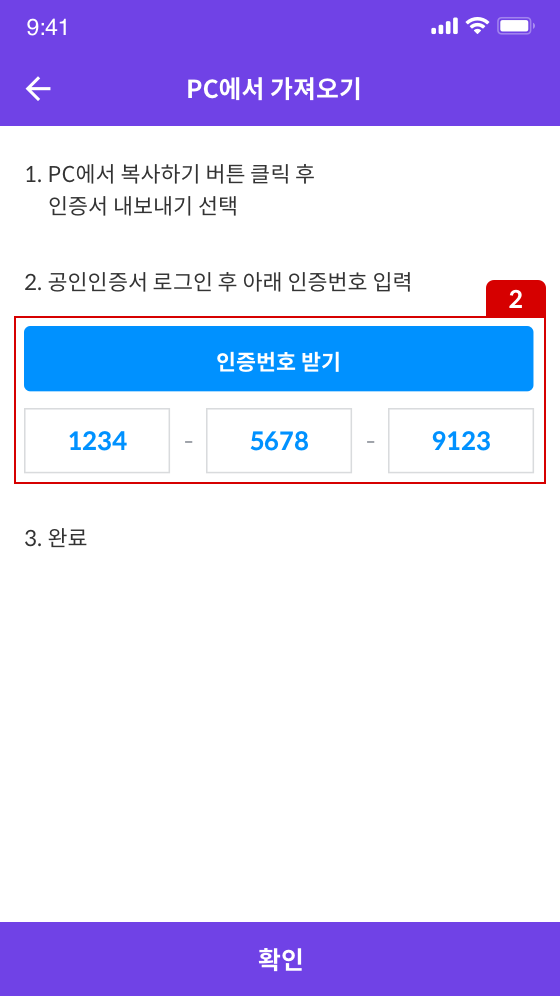 9:41
PC에서 가져오기
1. PC에서 복사하기 버튼 클릭 후
인증서 내보내기 선택
2. 공인인증서 로그인 후 아래 인증번호 입력
2
인증번호 받기
1234 - 5678 - 9123
3. 완료
확인